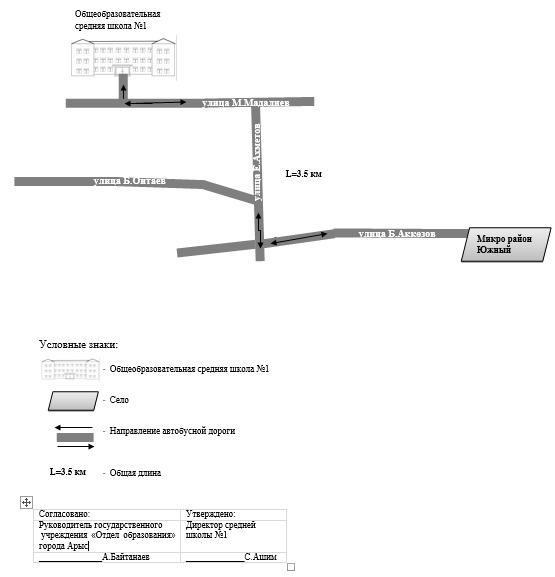 Общеобразовательная
средняя школа №1
улица М.Мадалиев
улица Е.Ахметов
L=3.5 км
улица Б.Онтаев
улица Б.Аккозов
Микро район
Южный
Условные знаки:
- Общеобразовательная средняя школа №1
- Село
- Направление автобусной дороги
L=3.5 км - Общая длина
Согласовано: Утверждено:
Руководитель государственного Директор средней
учреждения «Отдел образования» школы №1
города Арыс
А.Байтанаев С.Ашим